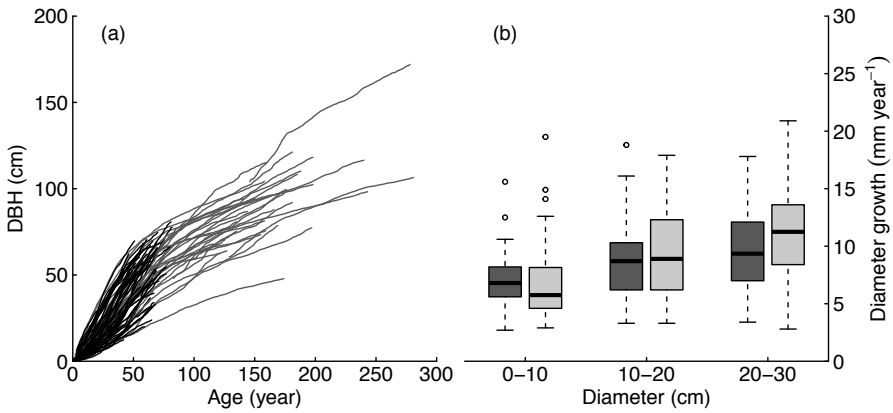 (a)
200
150
100
50
0
DBH (cm)
0 50 100 150 200 250 300
Age (year)
(b)
30
25
20
15
10
5
0
Diameter growth (mm year⁻¹)
0–10 10–20 20–30
Diameter (cm)